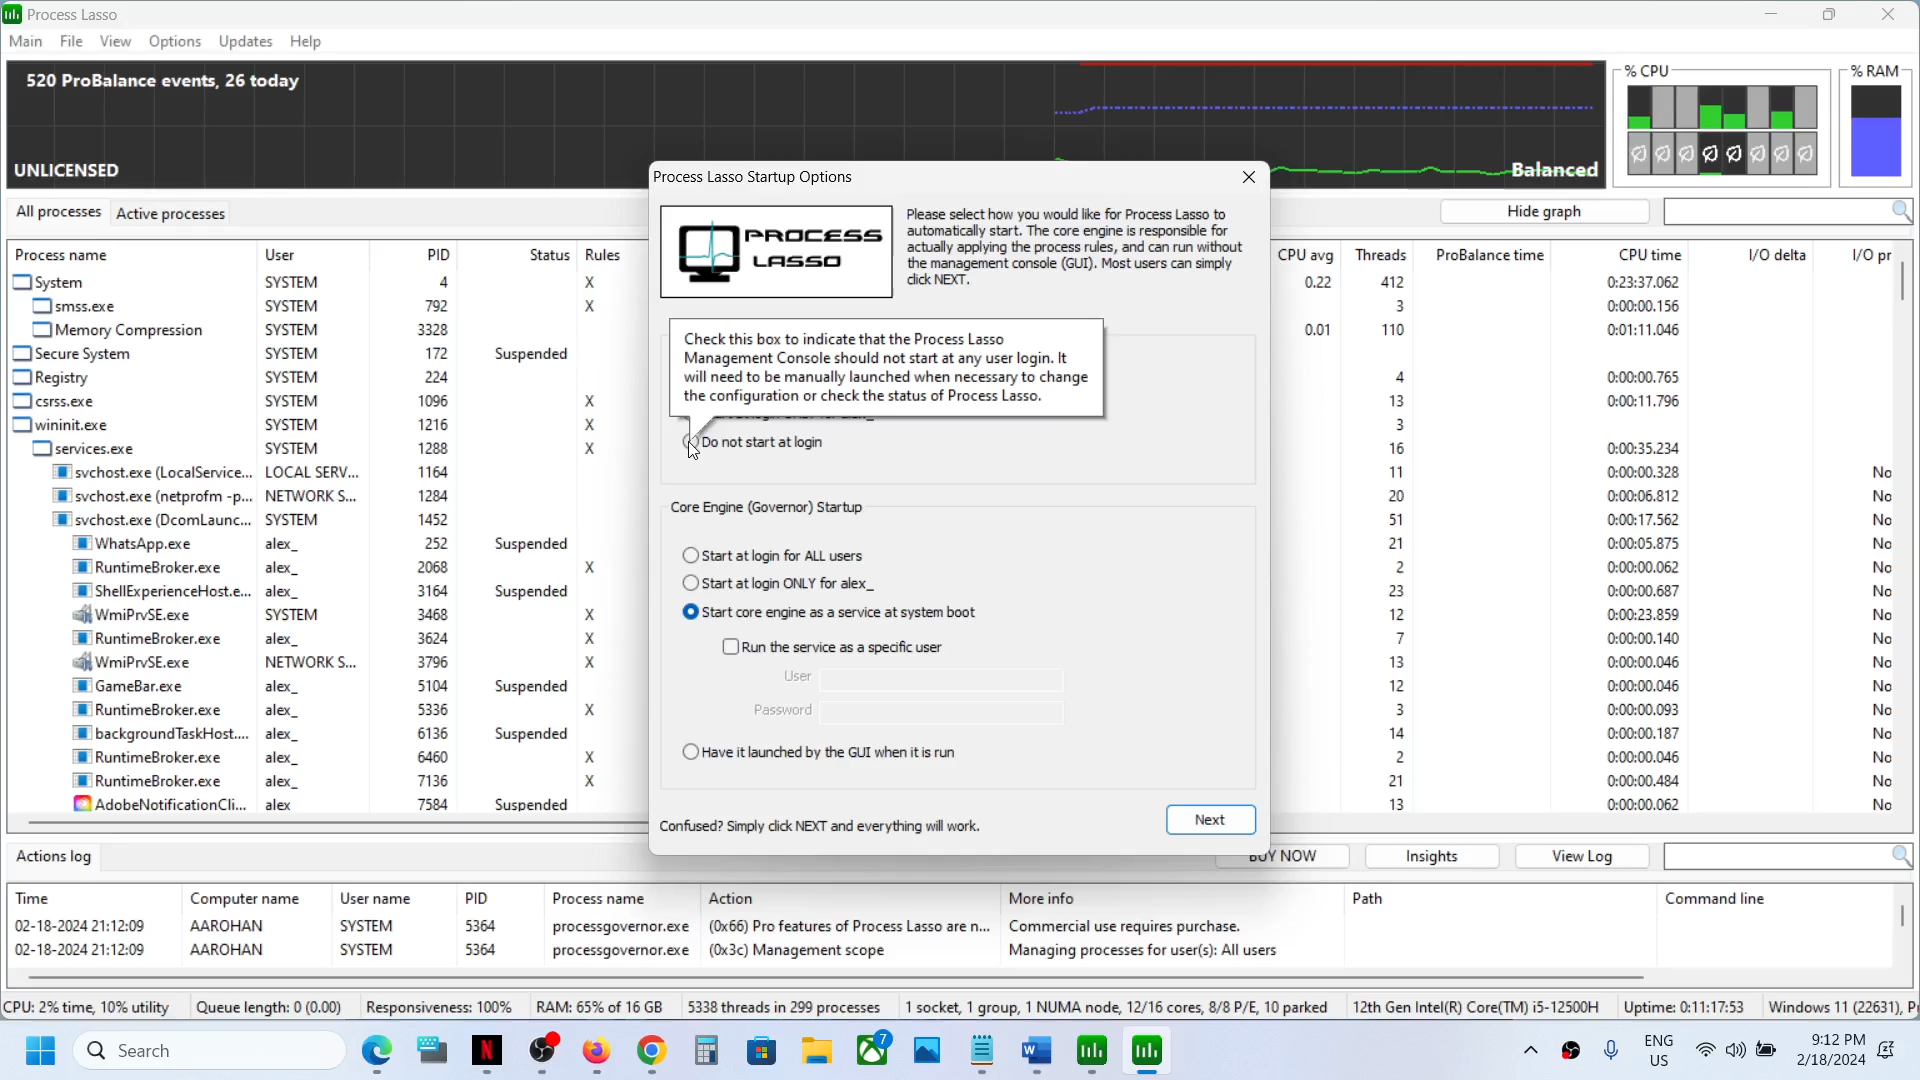 Process Lasso
Main File View Options Updates Help
520 ProBalance events, 26 today
UNLICENSED
Balanced
% CPU
% RAM
All processes Active processes
Hide graph
Process name User PID Status Rules CPU avg Threads ProBalance time CPU time I/O delta I/O pr
System SYSTEM 4 X 0.22 412 0:23:37.062
smss.exe SYSTEM 792 X 3 0:00:00.156
Memory Compression SYSTEM 3328 0.01 110 0:01:11.046
Secure System SYSTEM 172 Suspended
Registry SYSTEM 224 4 0:00:00.765
csrss.exe SYSTEM 1096 X 13 0:00:11.796
wininit.exe SYSTEM 1216 X 3
services.exe SYSTEM 1288 X 16 0:00:35.234
svchost.exe (LocalService... LOCAL SERV... 1164 11 0:00:00.328 No
svchost.exe (netprofm -p... NETWORK S... 1284 20 0:00:06.812 No
svchost.exe (DcomLaunc... SYSTEM 1452 51 0:00:17.562 No
WhatsApp.exe alex_ 252 Suspended 21 0:00:05.875 No
RuntimeBroker.exe alex_ 2068 X 2 0:00:00.062 No
ShellExperienceHost.e... alex_ 3164 Suspended 23 0:00:00.687 No
WmiPrvSE.exe SYSTEM 3468 X 12 0:00:23.859 No
RuntimeBroker.exe alex_ 3624 X 7 0:00:00.140 No
WmiPrvSE.exe NETWORK S... 3796 X 13 0:00:00.046 No
GameBar.exe alex_ 5104 Suspended 12 0:00:00.046 No
RuntimeBroker.exe alex_ 5336 X 3 0:00:00.093 No
backgroundTaskHost.... alex_ 6136 Suspended 14 0:00:00.187 No
RuntimeBroker.exe alex_ 6460 X 2 0:00:00.046 No
RuntimeBroker.exe alex_ 7136 X 21 0:00:00.484 No
AdobeNotificationCli... alex 7584 Suspended 13 0:00:00.062 No
Process Lasso Startup Options
PROCESS
LASSO
Please select how you would like for Process Lasso to
automatically start. The core engine is responsible for
actually applying the process rules, and can run without
the management console (GUI). Most users can simply
click NEXT.
Check this box to indicate that the Process Lasso
Management Console should not start at any user login. It
will need to be manually launched when necessary to change
the configuration or check the status of Process Lasso.
Do not start at login
Core Engine (Governor) Startup
Start at login for ALL users
Start at login ONLY for alex_
Start core engine as a service at system boot
Run the service as a specific user
User
Password
Have it launched by the GUI when it is run
Confused? Simply click NEXT and everything will work.
Next
Actions log
BUY NOW Insights View Log
Time Computer name User name PID Process name Action More info Path Command line
02-18-2024 21:12:09 AAROHAN SYSTEM 5364 processgovernor.exe (0x66) Pro features of Process Lasso are n... Commercial use requires purchase.
02-18-2024 21:12:09 AAROHAN SYSTEM 5364 processgovernor.exe (0x3c) Management scope Managing processes for user(s): All users
CPU: 2% time, 10% utility Queue length: 0 (0.00) Responsiveness: 100% RAM: 65% of 16 GB 5338 threads in 299 processes 1 socket, 1 group, 1 NUMA node, 12/16 cores, 8/8 P/E, 10 parked 12th Gen Intel(R) Core(TM) i5-12500H Uptime: 0:11:17:53 Windows 11 (22631), P
Search
7
ENG
US
9:12 PM
2/18/2024